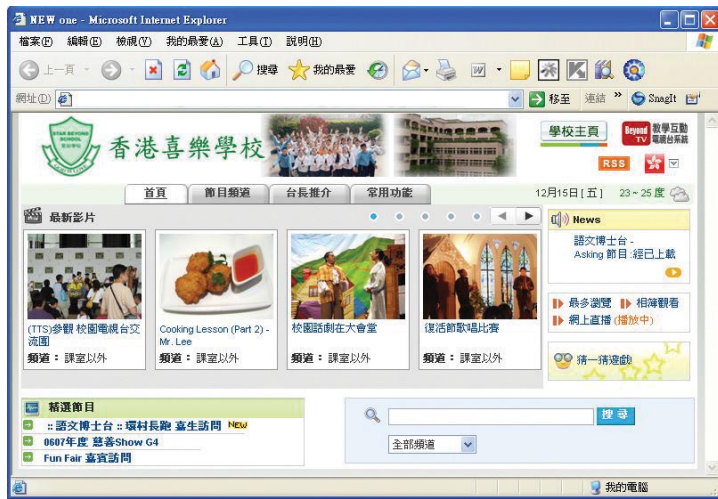 NEW one - Microsoft Internet Explorer
檔案(F) 編輯(E) 檢視(V) 我的最愛(A) 工具(T) 說明(H)
上一頁 搜尋 我的最愛
網址(D) 移至 連結 » SnagIt
STAR BEYOND SCHOOL
香港喜樂學校
學校主頁 Beyond TV 教學互動電視台系統
RSS
首頁 節目頻道 台長推介 常用功能 12月15日[五] 23~25度
最新影片
(TTS)參觀 校園電視台交流團
頻道：課室以外
Cooking Lesson (Part 2) - Mr. Lee
頻道：課室以外
校園話劇在大會堂
頻道：課室以外
復活節歌唱比賽
頻道：課室以外
News
語文博士台 -
Asking 節目 :經已上載
最多瀏覽 相簿觀看
網上直播 (播放中)
猜一猜遊戲
精選節目
:: 語文博士台 :: 環村長跑 嘉生訪問 NEW
0607年度 慈善Show G4
Fun Fair 嘉賓訪問
搜尋
全部頻道
我的電腦